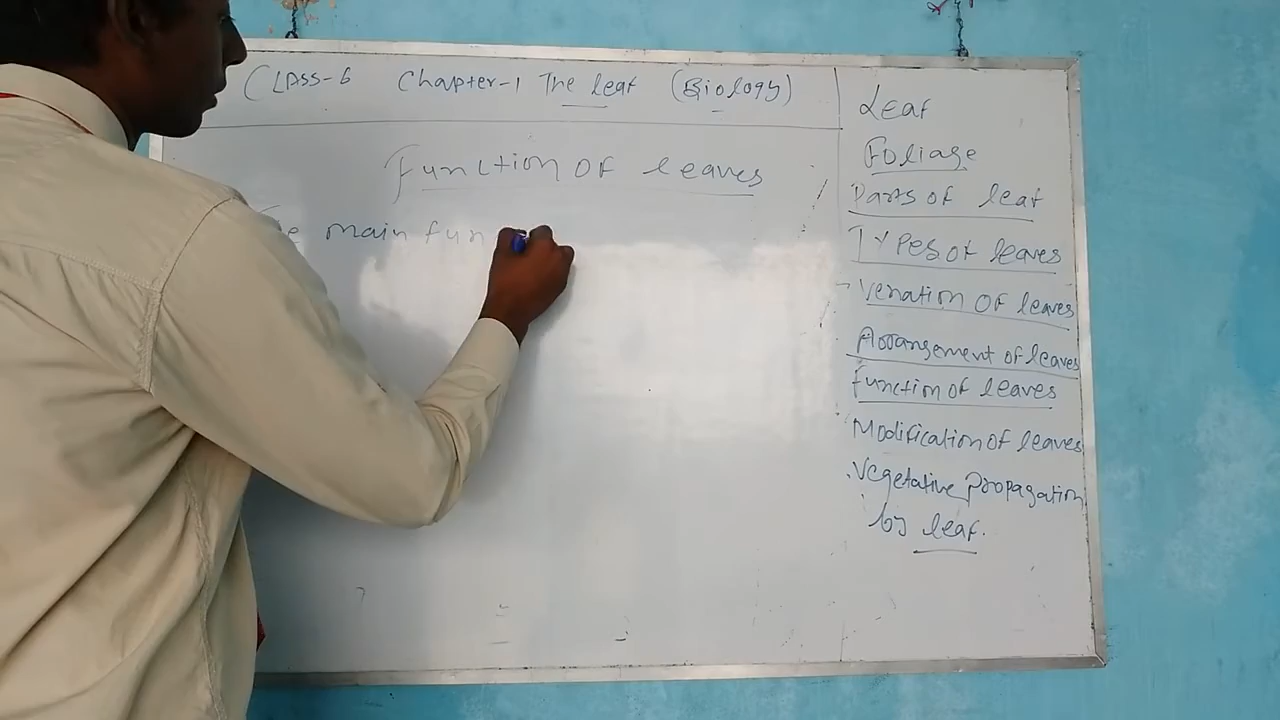 Class-6 Chapter-1 The leaf (Biology)
Function of leaves
main fun
Leaf
Foliage
Parts of leaf
Types of leaves
Venation of leaves
Arrangement of leaves
Function of leaves
Modification of leaves
Vegetative propagation
by leaf.